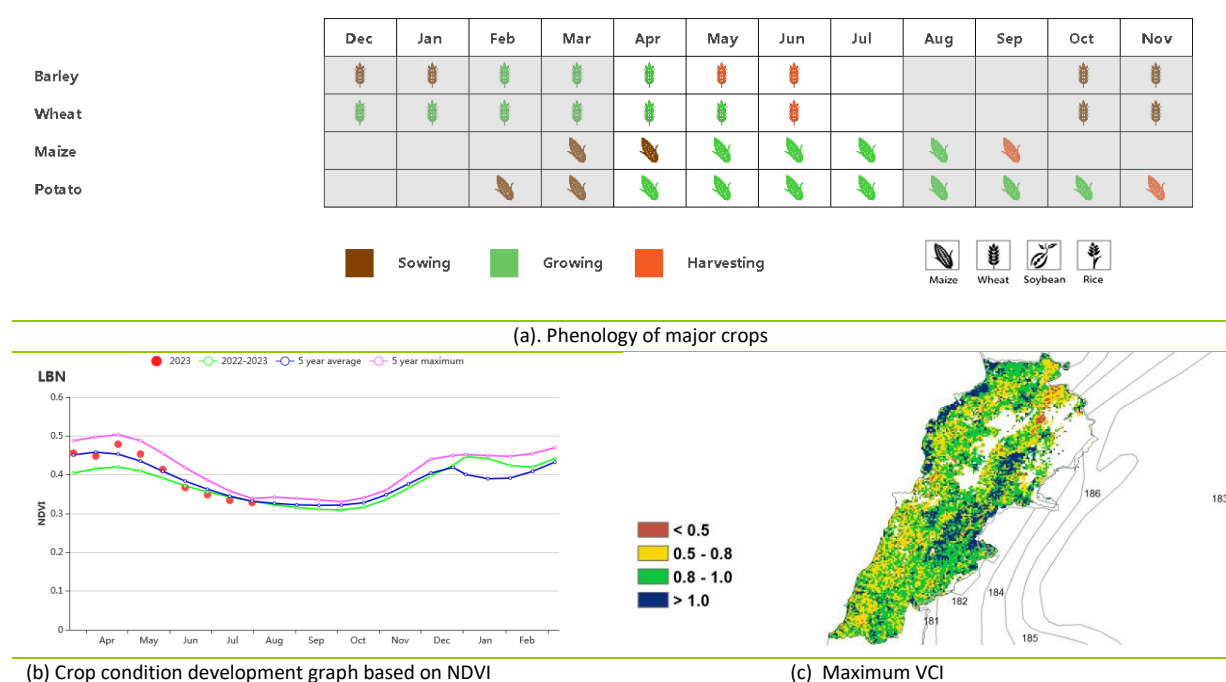 Dec Jan Feb Mar Apr May Jun Jul Aug Sep Oct Nov
Barley
Wheat
Maize
Potato
Sowing Growing Harvesting
Maize Wheat Soybean Rice
(a). Phenology of major crops
2023 2022-2023 5 year average 5 year maximum
LBN
0.6
0.5
0.4
0.3
0.2
0.1
0
NDVI
Apr May Jun Jul Aug Sep Oct Nov Dec Jan Feb
< 0.5
0.5 - 0.8
0.8 - 1.0
> 1.0
186
183
184
182
181
185
(b) Crop condition development graph based on NDVI
(c) Maximum VCI